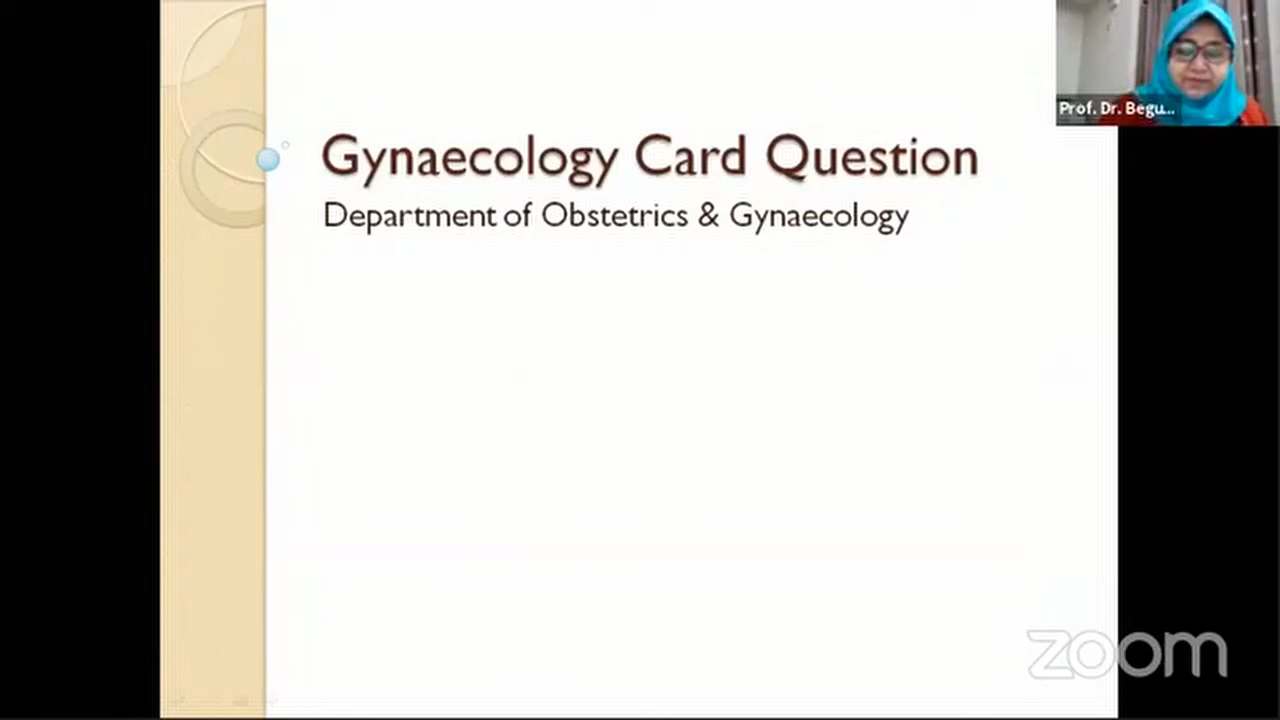 Gynaecology Card Question
Department of Obstetrics & Gynaecology
Prof. Dr. Begu...
zoom